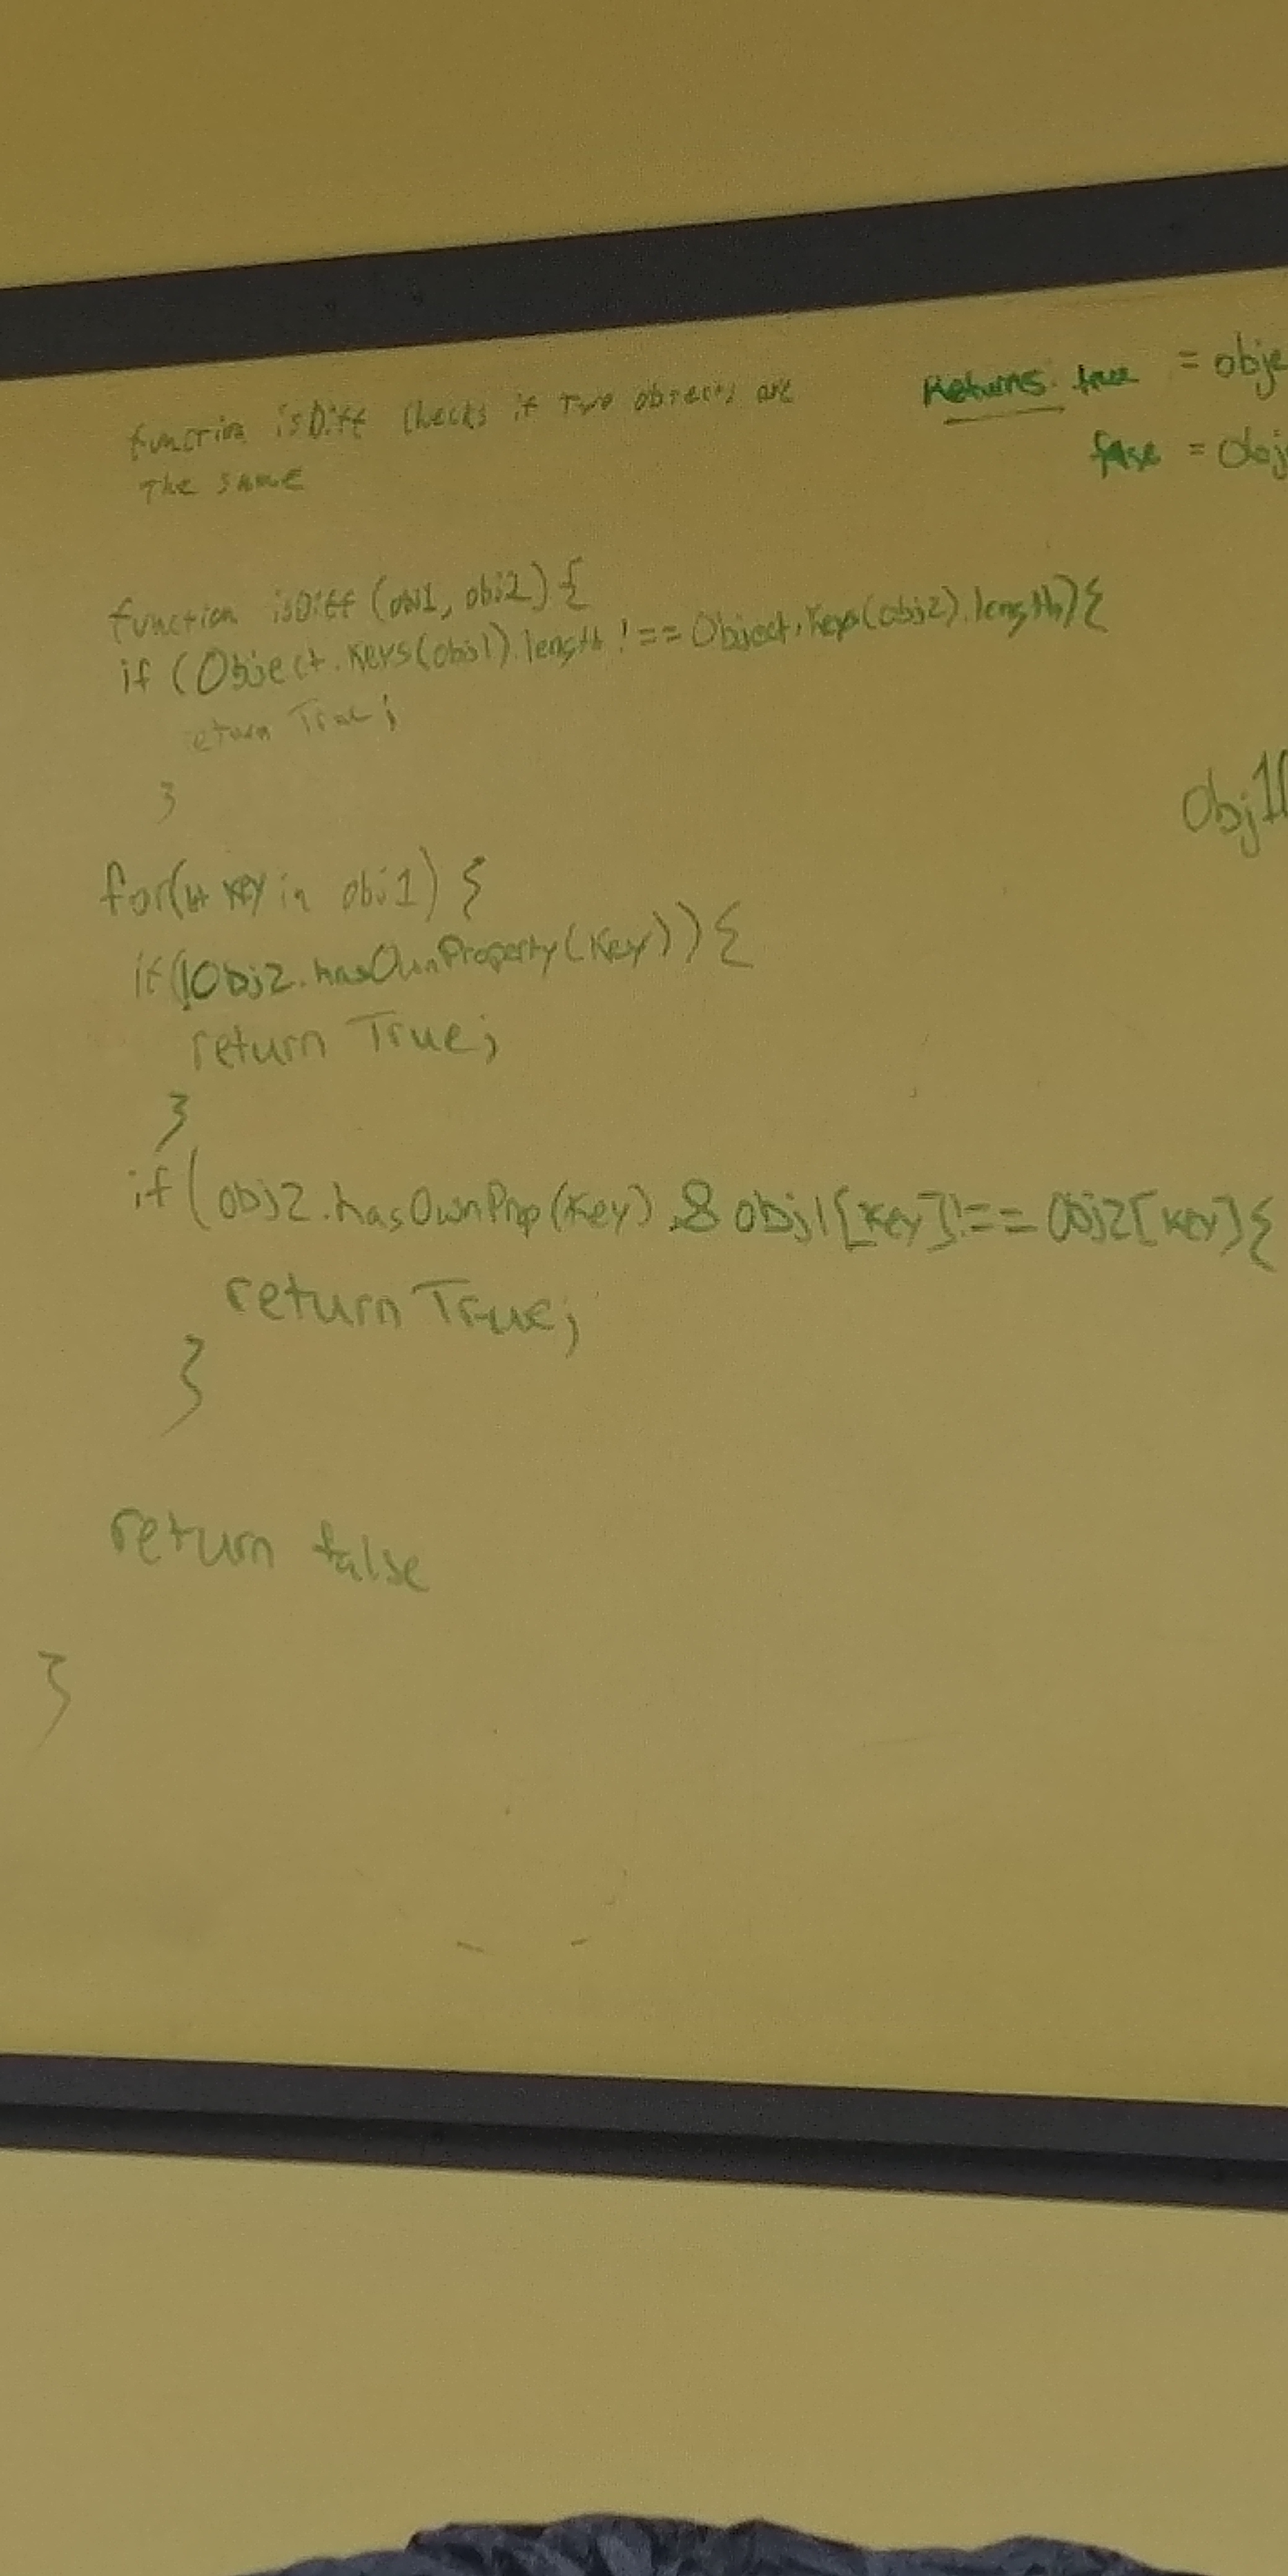 function isDiff checks if two objects are
the same
Returns: true = obje
false = Obj
function isDiff (obj1, obj2) {
if (Object.keys(obj1).length !== Object.keys(obj2).length) {
return True;
}
Obj1[
for(let key in obj1) {
if(!Obj2.hasOwnProperty(Key)) {
return True;
}
if( obj2.hasOwnProp(Key) & obj1[key] !== Obj2[key] {
return True;
}
return false
}